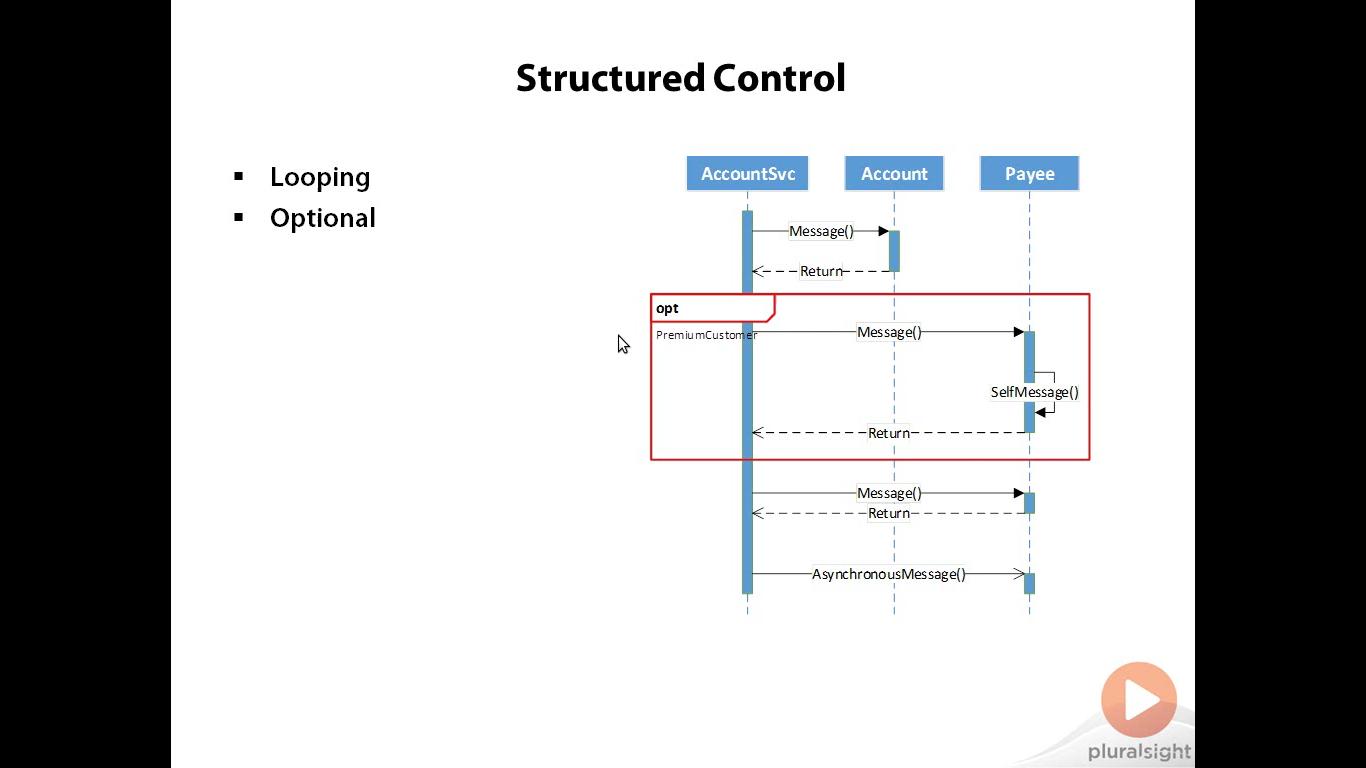 Structured Control
▪ Looping
▪ Optional
AccountSvc
Account
Payee
Message()
Return
opt
PremiumCustomer
Message()
SelfMessage()
Return
Message()
Return
AsynchronousMessage()
pluralsight